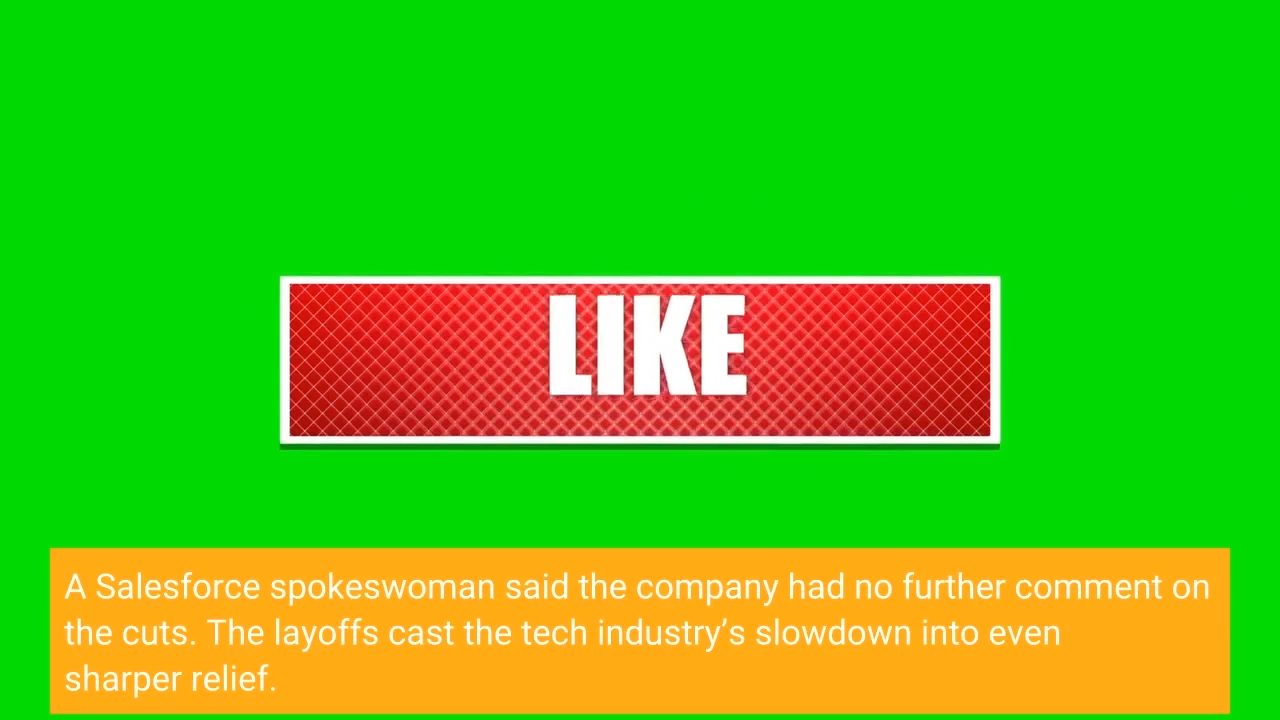 LIKE
A Salesforce spokeswoman said the company had no further comment on
the cuts. The layoffs cast the tech industry’s slowdown into even
sharper relief.